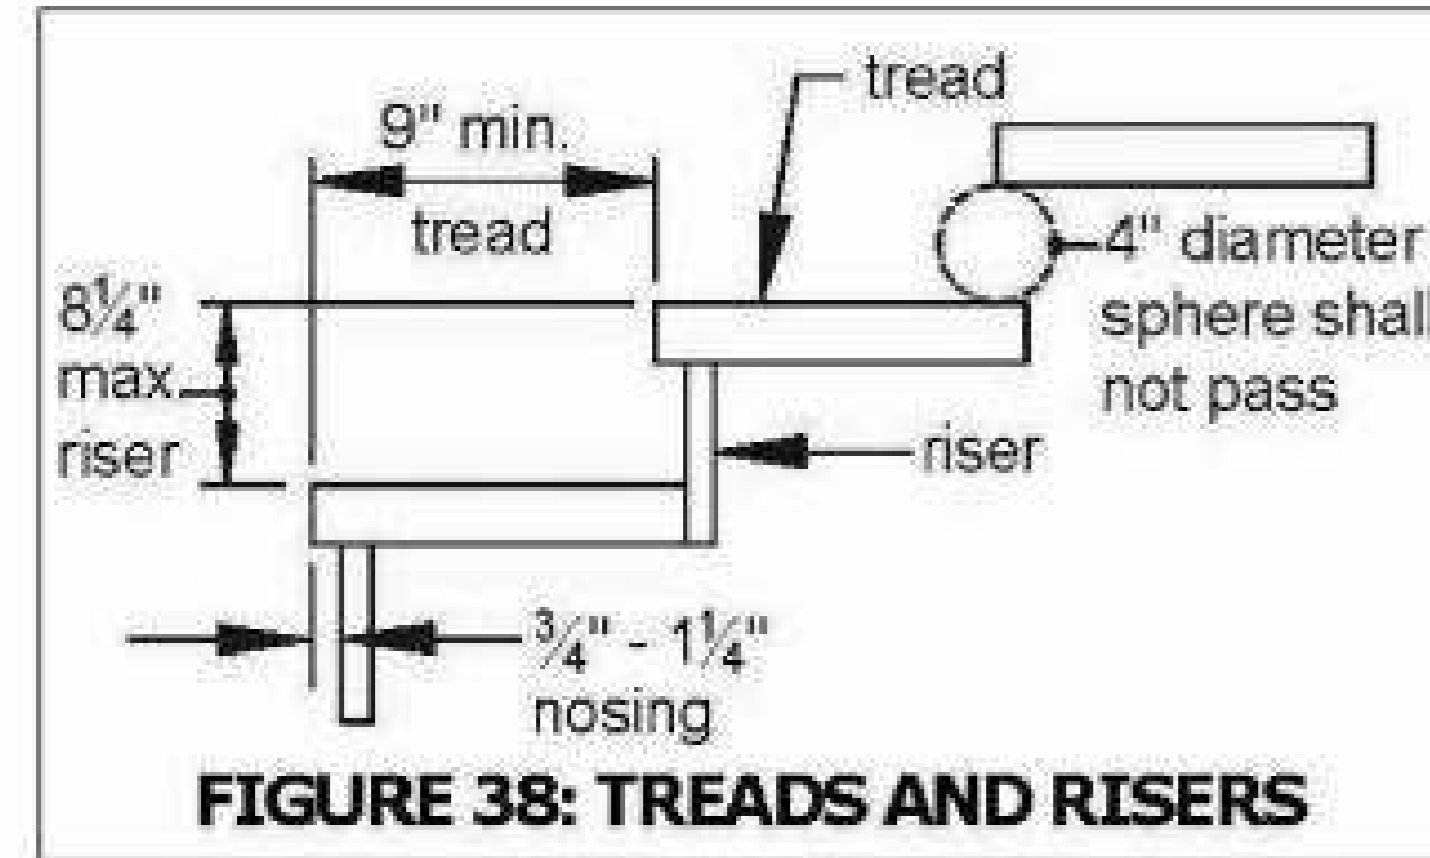 tread
9" min.
tread
8¼"
max.
riser
4" diameter
sphere shall
not pass
riser
¾" - 1¼"
nosing
FIGURE 38: TREADS AND RISERS